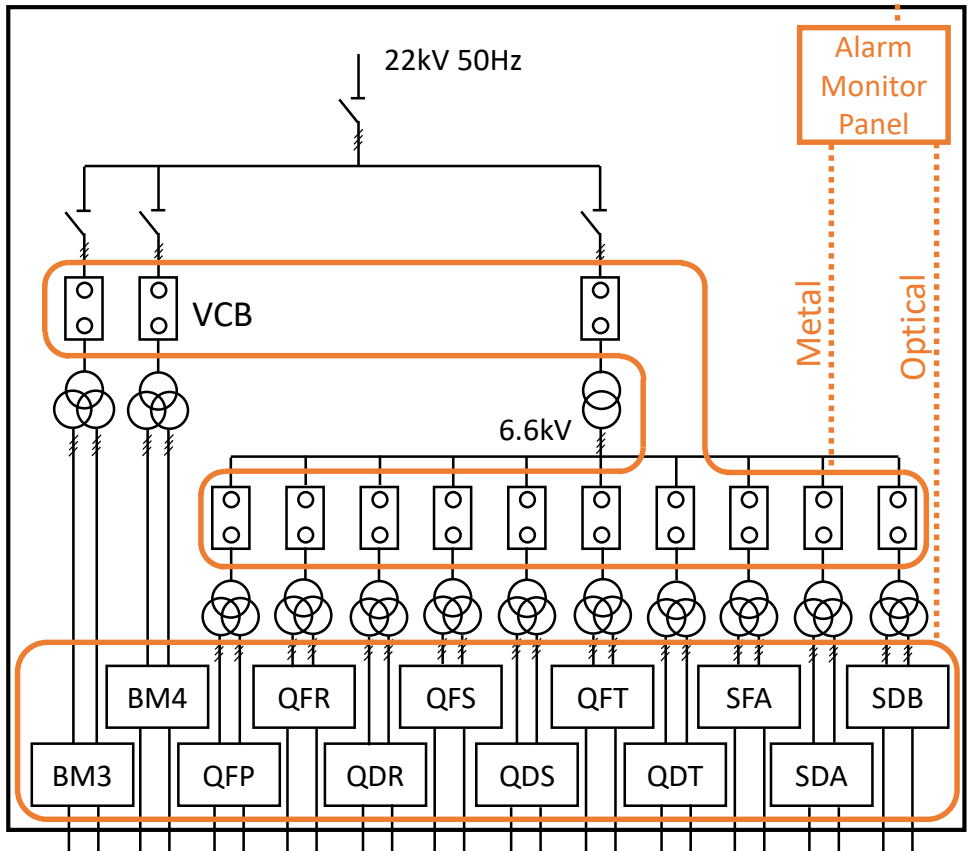 22kV 50Hz
Alarm
Monitor
Panel
VCB
Metal
Optical
6.6kV
BM4
QFR
QFS
QFT
SFA
SDB
BM3
QFP
QDR
QDS
QDT
SDA